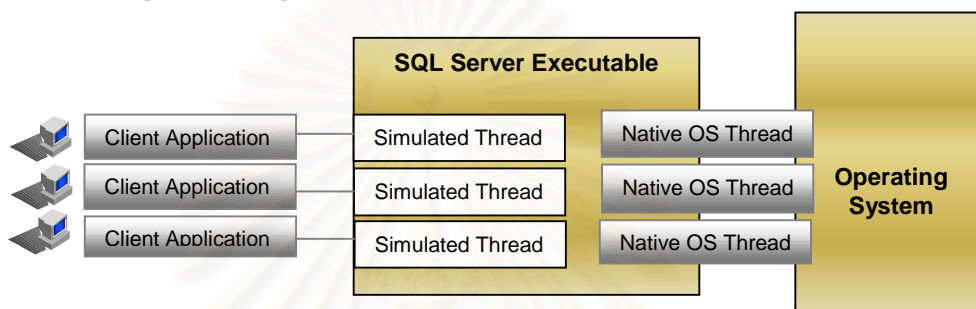 SQL Server Executable
Client Application
Simulated Thread
Native OS Thread
Client Application
Simulated Thread
Native OS Thread
Client Application
Simulated Thread
Native OS Thread
Operating
System